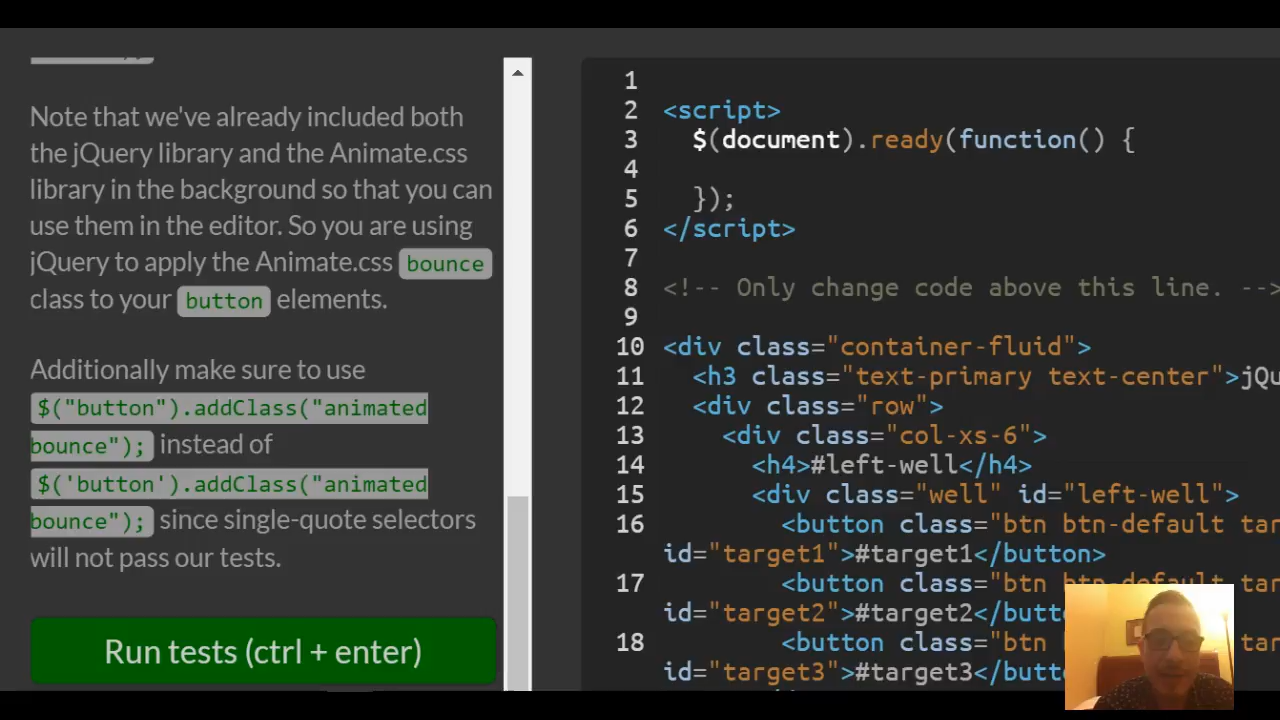 Note that we've already included both
the jQuery library and the Animate.css
library in the background so that you can
use them in the editor. So you are using
jQuery to apply the Animate.css bounce
class to your button elements.
Additionally make sure to use
$("button").addClass("animated
bounce"); instead of
$('button').addClass("animated
bounce"); since single-quote selectors
will not pass our tests.
Run tests (ctrl + enter)
1
2 <script>
3 $(document).ready(function() {
4
5 });
6 </script>
7
8 <!-- Only change code above this line. -->
9
10 <div class="container-fluid">
11 <h3 class="text-primary text-center">jQu
12 <div class="row">
13 <div class="col-xs-6">
14 <h4>#left-well</h4>
15 <div class="well" id="left-well">
16 <button class="btn btn-default tar
id="target1">#target1</button>
17 <button class="btn btn-default tar
id="target2">#target2</butt
18 <button class="btn tar
id="target3">#target3</butt